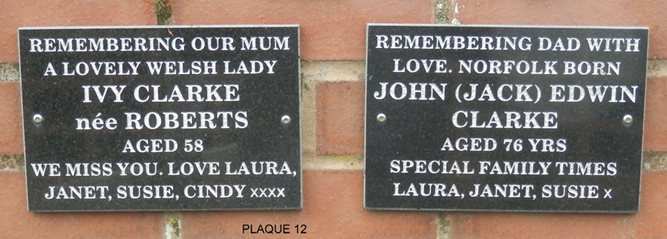 REMEMBERING OUR MUM
A LOVELY WELSH LADY
IVY CLARKE
née ROBERTS
AGED 58
WE MISS YOU. LOVE LAURA,
JANET, SUSIE, CINDY xxxx
REMEMBERING DAD WITH
LOVE. NORFOLK BORN
JOHN (JACK) EDWIN
CLARKE
AGED 76 YRS
SPECIAL FAMILY TIMES
LAURA, JANET, SUSIE x
PLAQUE 12